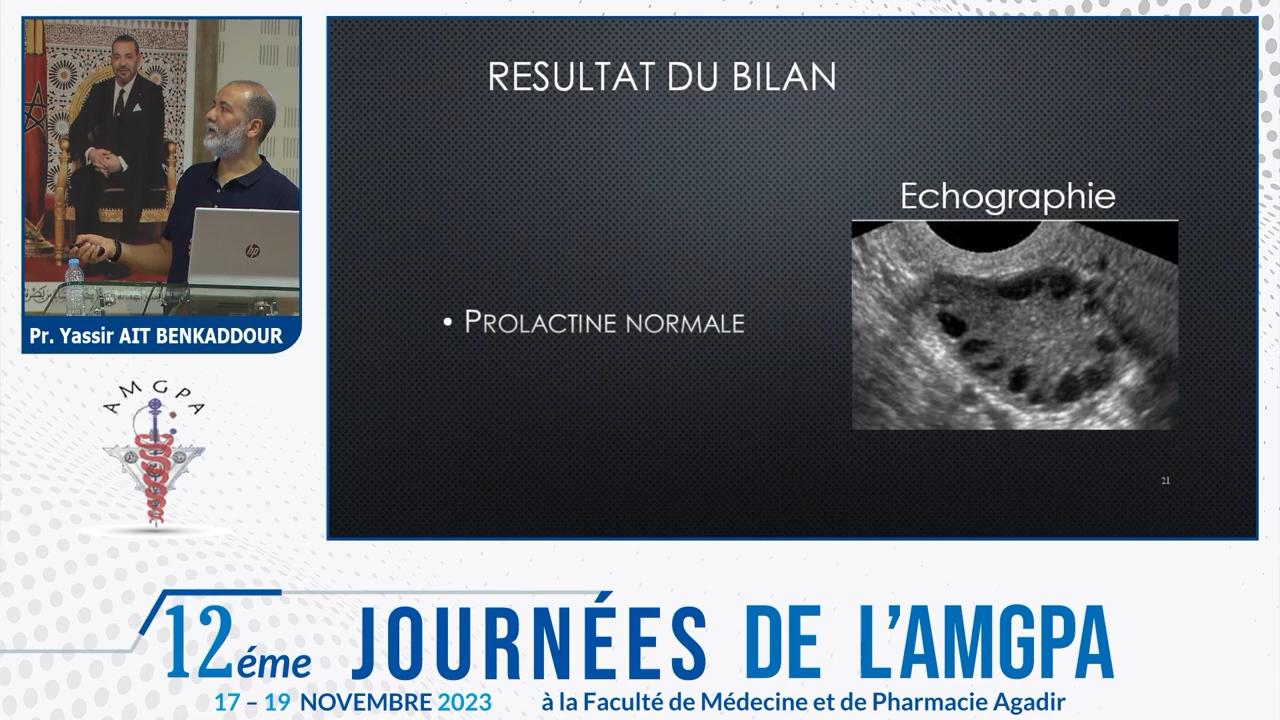 RESULTAT DU BILAN
Echographie
• PROLACTINE NORMALE
21
hp
Pr. Yassir AIT BENKADDOUR
AMGPA
12éme JOURNÉES DE L'AMGPA
17 – 19 NOVEMBRE 2023 à la Faculté de Médecine et de Pharmacie Agadir